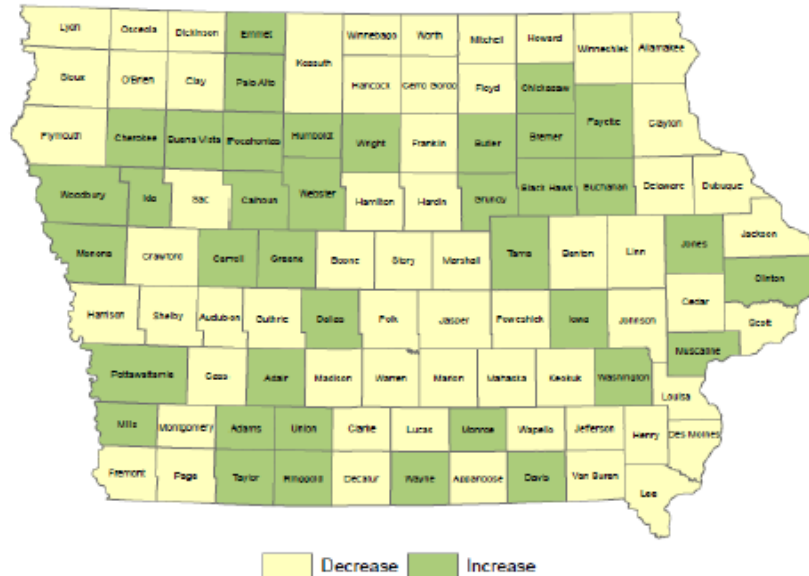 Lyon Osceola Dickinson Emmet Winnebago Worth Mitchell Howard Winneshiek Allamakee
Kossuth
Sioux O'Brien Clay Palo Alto Hancock Cerro Gordo Floyd Chickasaw
Plymouth Cherokee Buena Vista Pocahontas Humboldt Wright Franklin Butler Bremer Fayette Clayton
Woodbury Ida Sac Calhoun Webster Hamilton Hardin Grundy Black Hawk Buchanan Delaware Dubuque
Monona Crawford Carroll Greene Boone Story Marshall Tama Benton Linn Jones Jackson
Clinton
Harrison Shelby Audubon Guthrie Dallas Polk Jasper Poweshiek Iowa Johnson Cedar Scott
Muscatine
Pottawattamie Cass Adair Madison Warren Marion Mahaska Keokuk Washington Louisa
Mills Montgomery Adams Union Clarke Lucas Monroe Wapello Jefferson Henry Des Moines
Fremont Page Taylor Ringgold Decatur Wayne Appanoose Davis Van Buren Lee
Decrease Increase